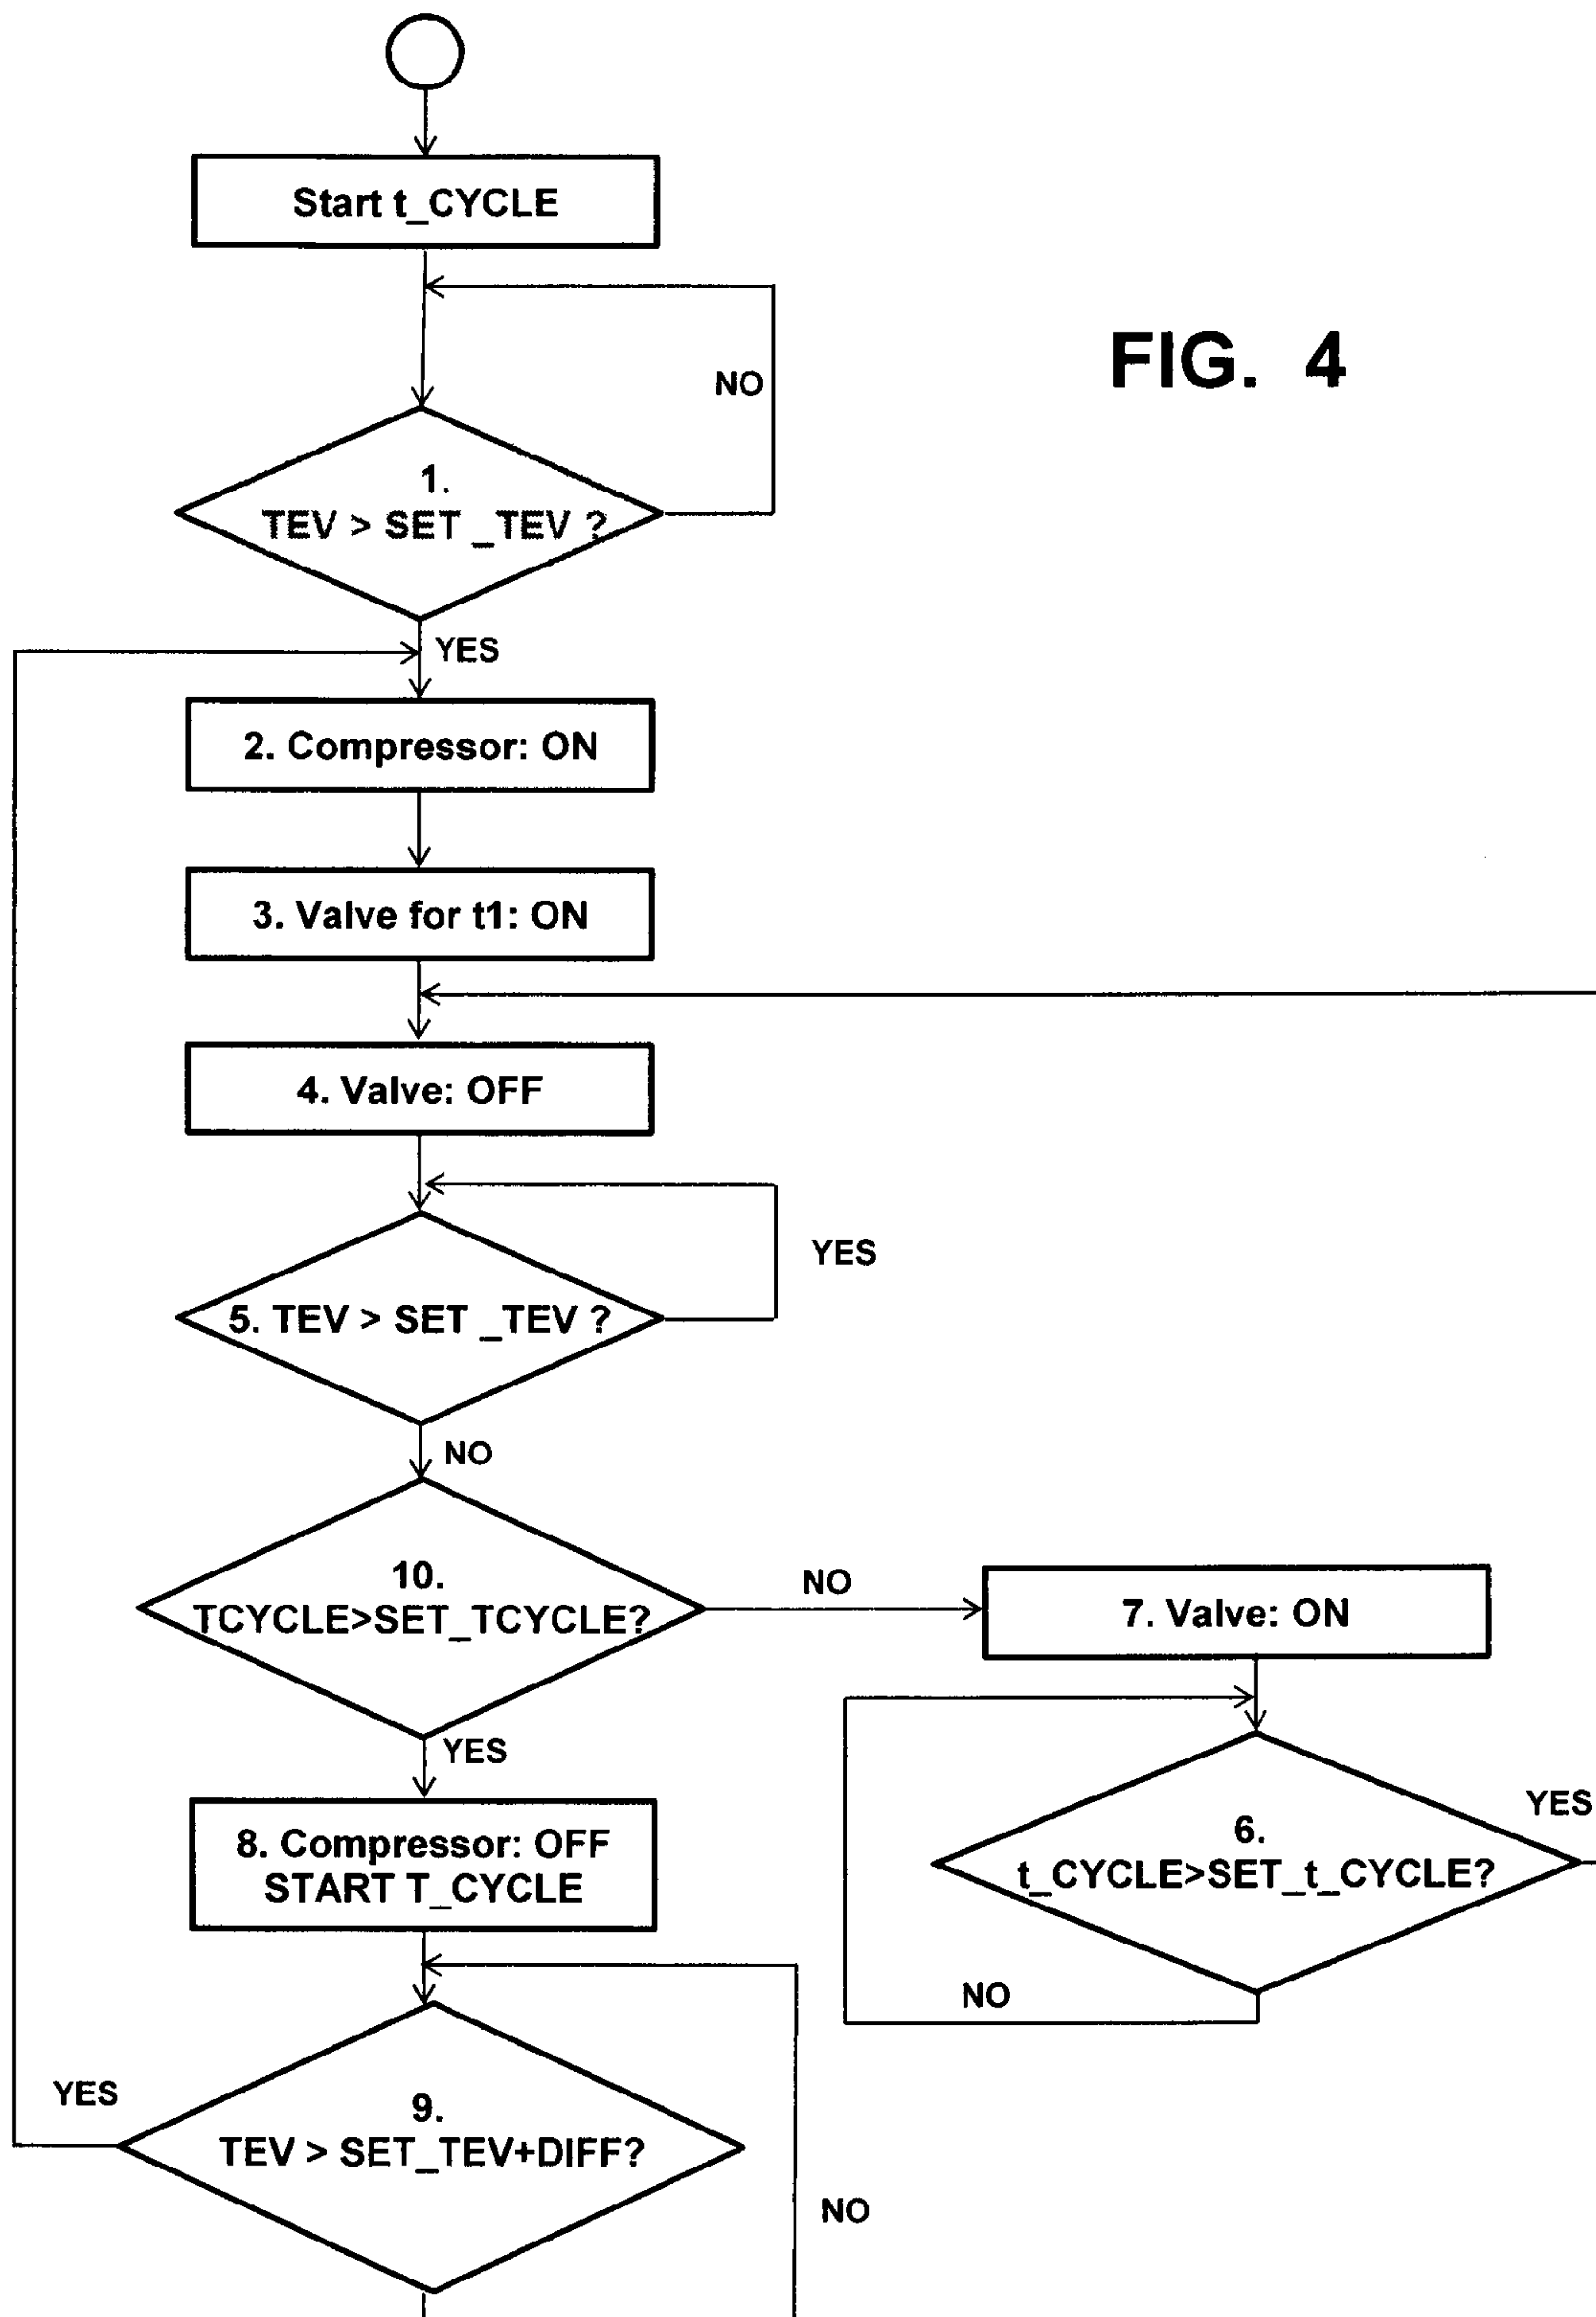 Start t_CYCLE
FIG. 4
NO
1.
TEV > SET _TEV ?
YES
2. Compressor: ON
3. Valve for t1: ON
4. Valve: OFF
YES
5. TEV > SET _TEV ?
NO
10.
TCYCLE>SET_TCYCLE?
NO
7. Valve: ON
YES
8. Compressor: OFF
START T_CYCLE
YES
6.
t_CYCLE>SET_t_CYCLE?
NO
YES
9.
TEV > SET_TEV+DIFF?
NO